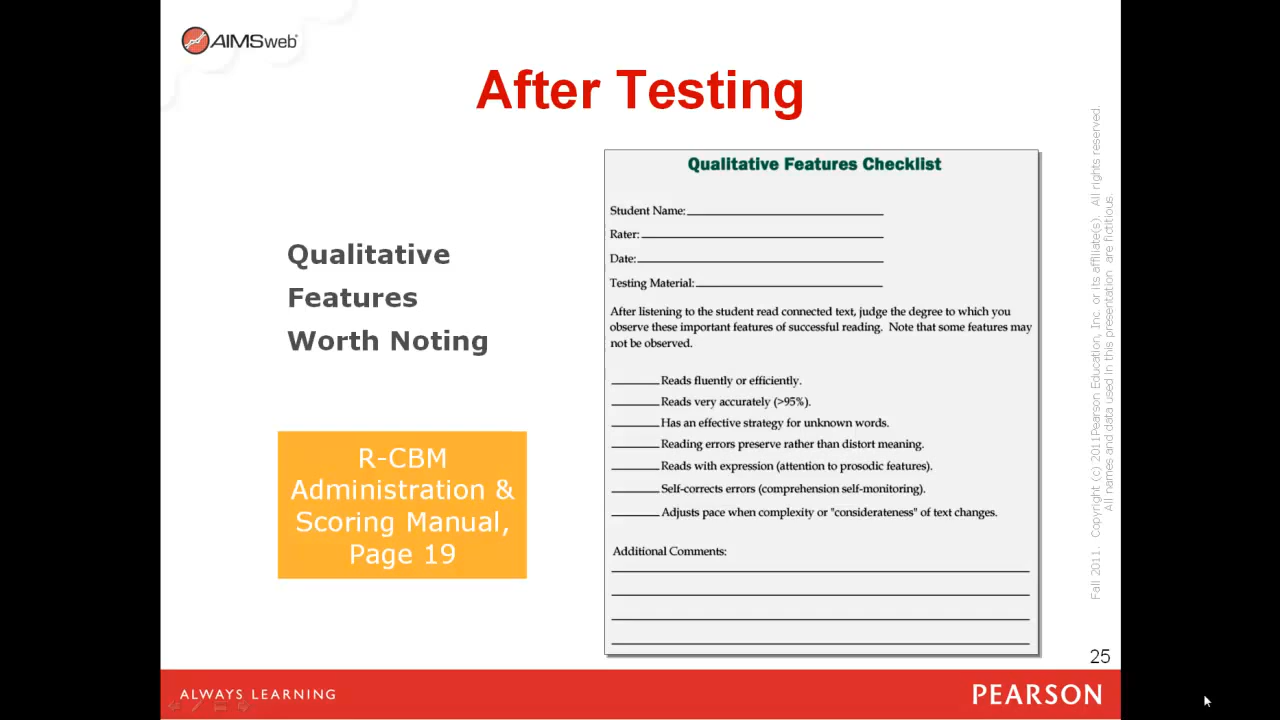 AIMSweb®
After Testing
Qualitative
Features
Worth Noting
R-CBM
Administration &
Scoring Manual,
Page 19
Qualitative Features Checklist
Student Name:
Rater:
Date:
Testing Material:
After listening to the student read connected text, judge the degree to which you
observe these important features of successful reading. Note that some features may
not be observed.
Reads fluently or efficiently.
Reads very accurately (>95%).
Has an effective strategy for unknown words.
Reading errors preserve rather than distort meaning.
Reads with expression (attention to prosodic features).
Self-corrects errors (comprehension self-monitoring).
Adjusts pace when complexity or "considerateness" of text changes.
Additional Comments:
Fall 2011. Copyright (c) 2011Pearson Education, Inc. or its affiliate(s). All rights reserved.
All names and data used in this presentation are fictitious.
25
ALWAYS LEARNING
PEARSON